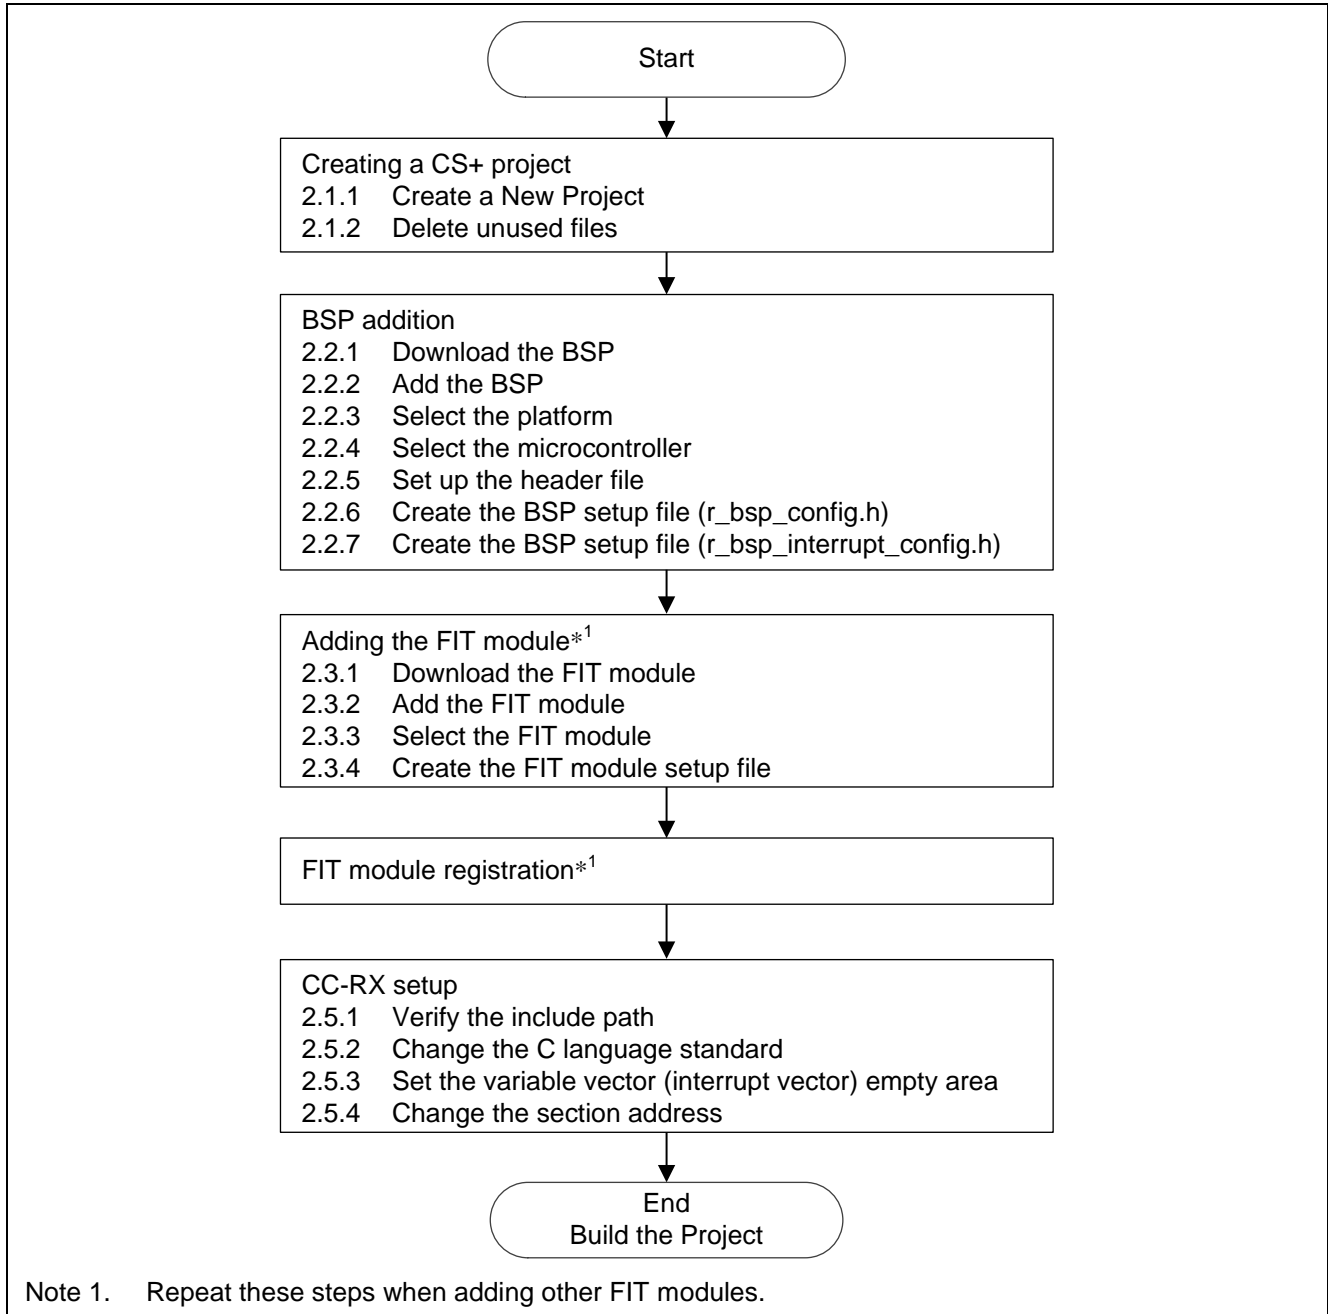 Start
Creating a CS+ project
2.1.1 Create a New Project
2.1.2 Delete unused files
BSP addition
2.2.1 Download the BSP
2.2.2 Add the BSP
2.2.3 Select the platform
2.2.4 Select the microcontroller
2.2.5 Set up the header file
2.2.6 Create the BSP setup file (r_bsp_config.h)
2.2.7 Create the BSP setup file (r_bsp_interrupt_config.h)
Adding the FIT module*1
2.3.1 Download the FIT module
2.3.2 Add the FIT module
2.3.3 Select the FIT module
2.3.4 Create the FIT module setup file
FIT module registration*1
CC-RX setup
2.5.1 Verify the include path
2.5.2 Change the C language standard
2.5.3 Set the variable vector (interrupt vector) empty area
2.5.4 Change the section address
End
Build the Project
Note 1. Repeat these steps when adding other FIT modules.